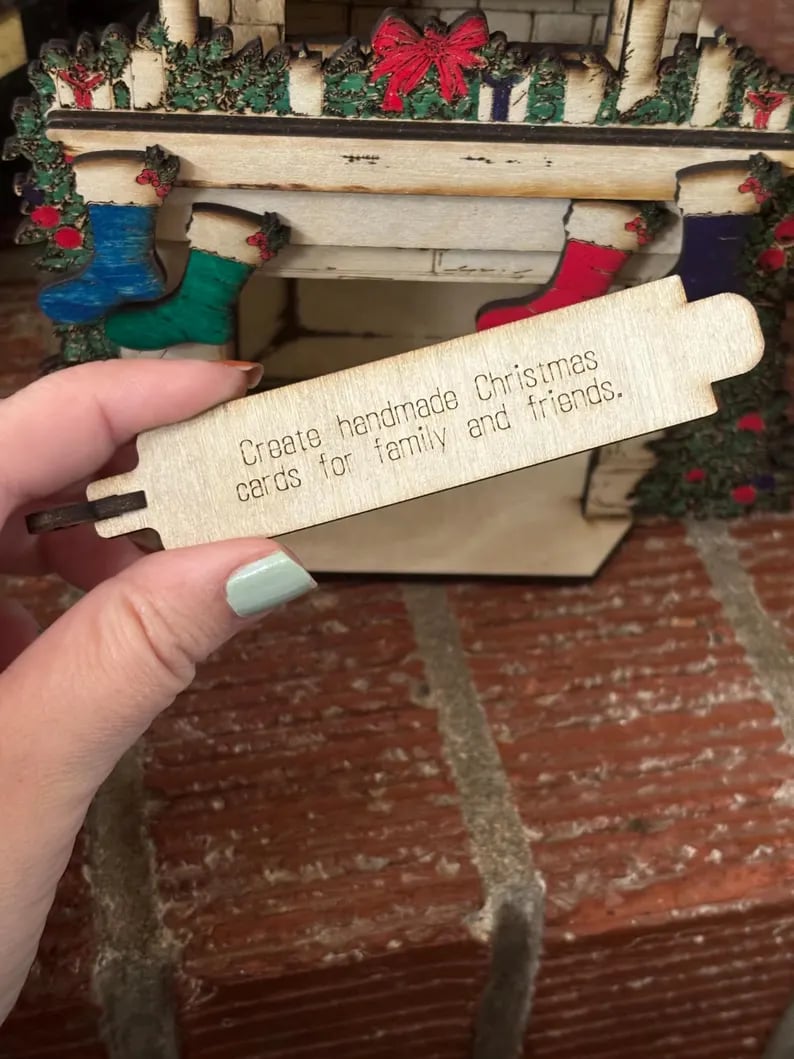 Create handmade Christmas
cards for family and friends.